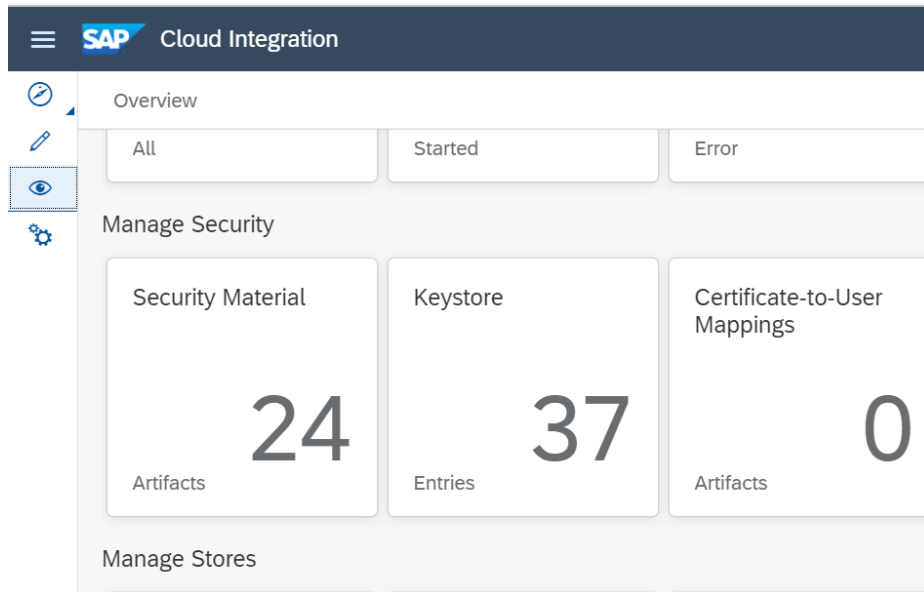 SAP Cloud Integration
Overview
All
Started
Error
Manage Security
Security Material
Keystore
Certificate-to-User
Mappings
24
37
0
Artifacts
Entries
Artifacts
Manage Stores